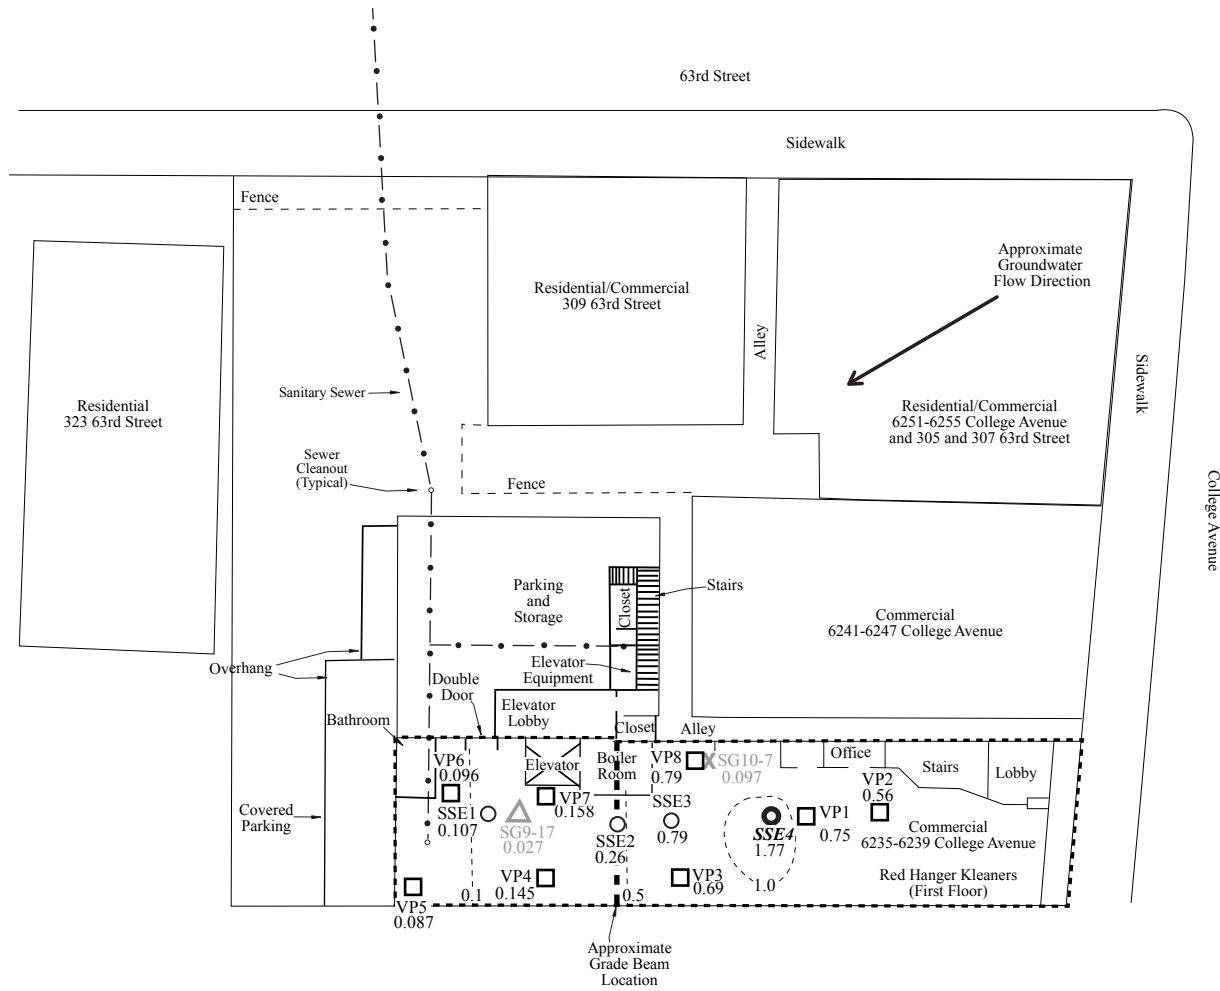 63rd Street
Sidewalk
Fence
Approximate
Groundwater
Flow Direction
Residential/Commercial
309 63rd Street
Alley
Sidewalk
Sanitary Sewer
Residential
323 63rd Street
Residential/Commercial
6251-6255 College Avenue
and 305 and 307 63rd Street
Sewer
Cleanout
(Typical)
Fence
College Avenue
Parking
and
Storage
Closet
Stairs
Commercial
6241-6247 College Avenue
Overhang
Elevator
Equipment
Double
Door
Elevator
Lobby
Bathroom
Closet
Alley
VP6
0.096
Elevator
Boiler
Room
VP8
0.79
SG10-7
0.097
Office
Stairs
Lobby
VP2
0.56
Covered
Parking
SSE1
0.107
SG9-17
0.027
VP7
0.158
SSE2
0.26
SSE3
0.79
SSE4
1.77
VP1
0.75
Commercial
6235-6239 College Avenue
Red Hanger Kleaners
(First Floor)
VP5
0.087
0.1
VP4
0.145
0.5
VP3
0.69
1.0
Approximate
Grade Beam
Location